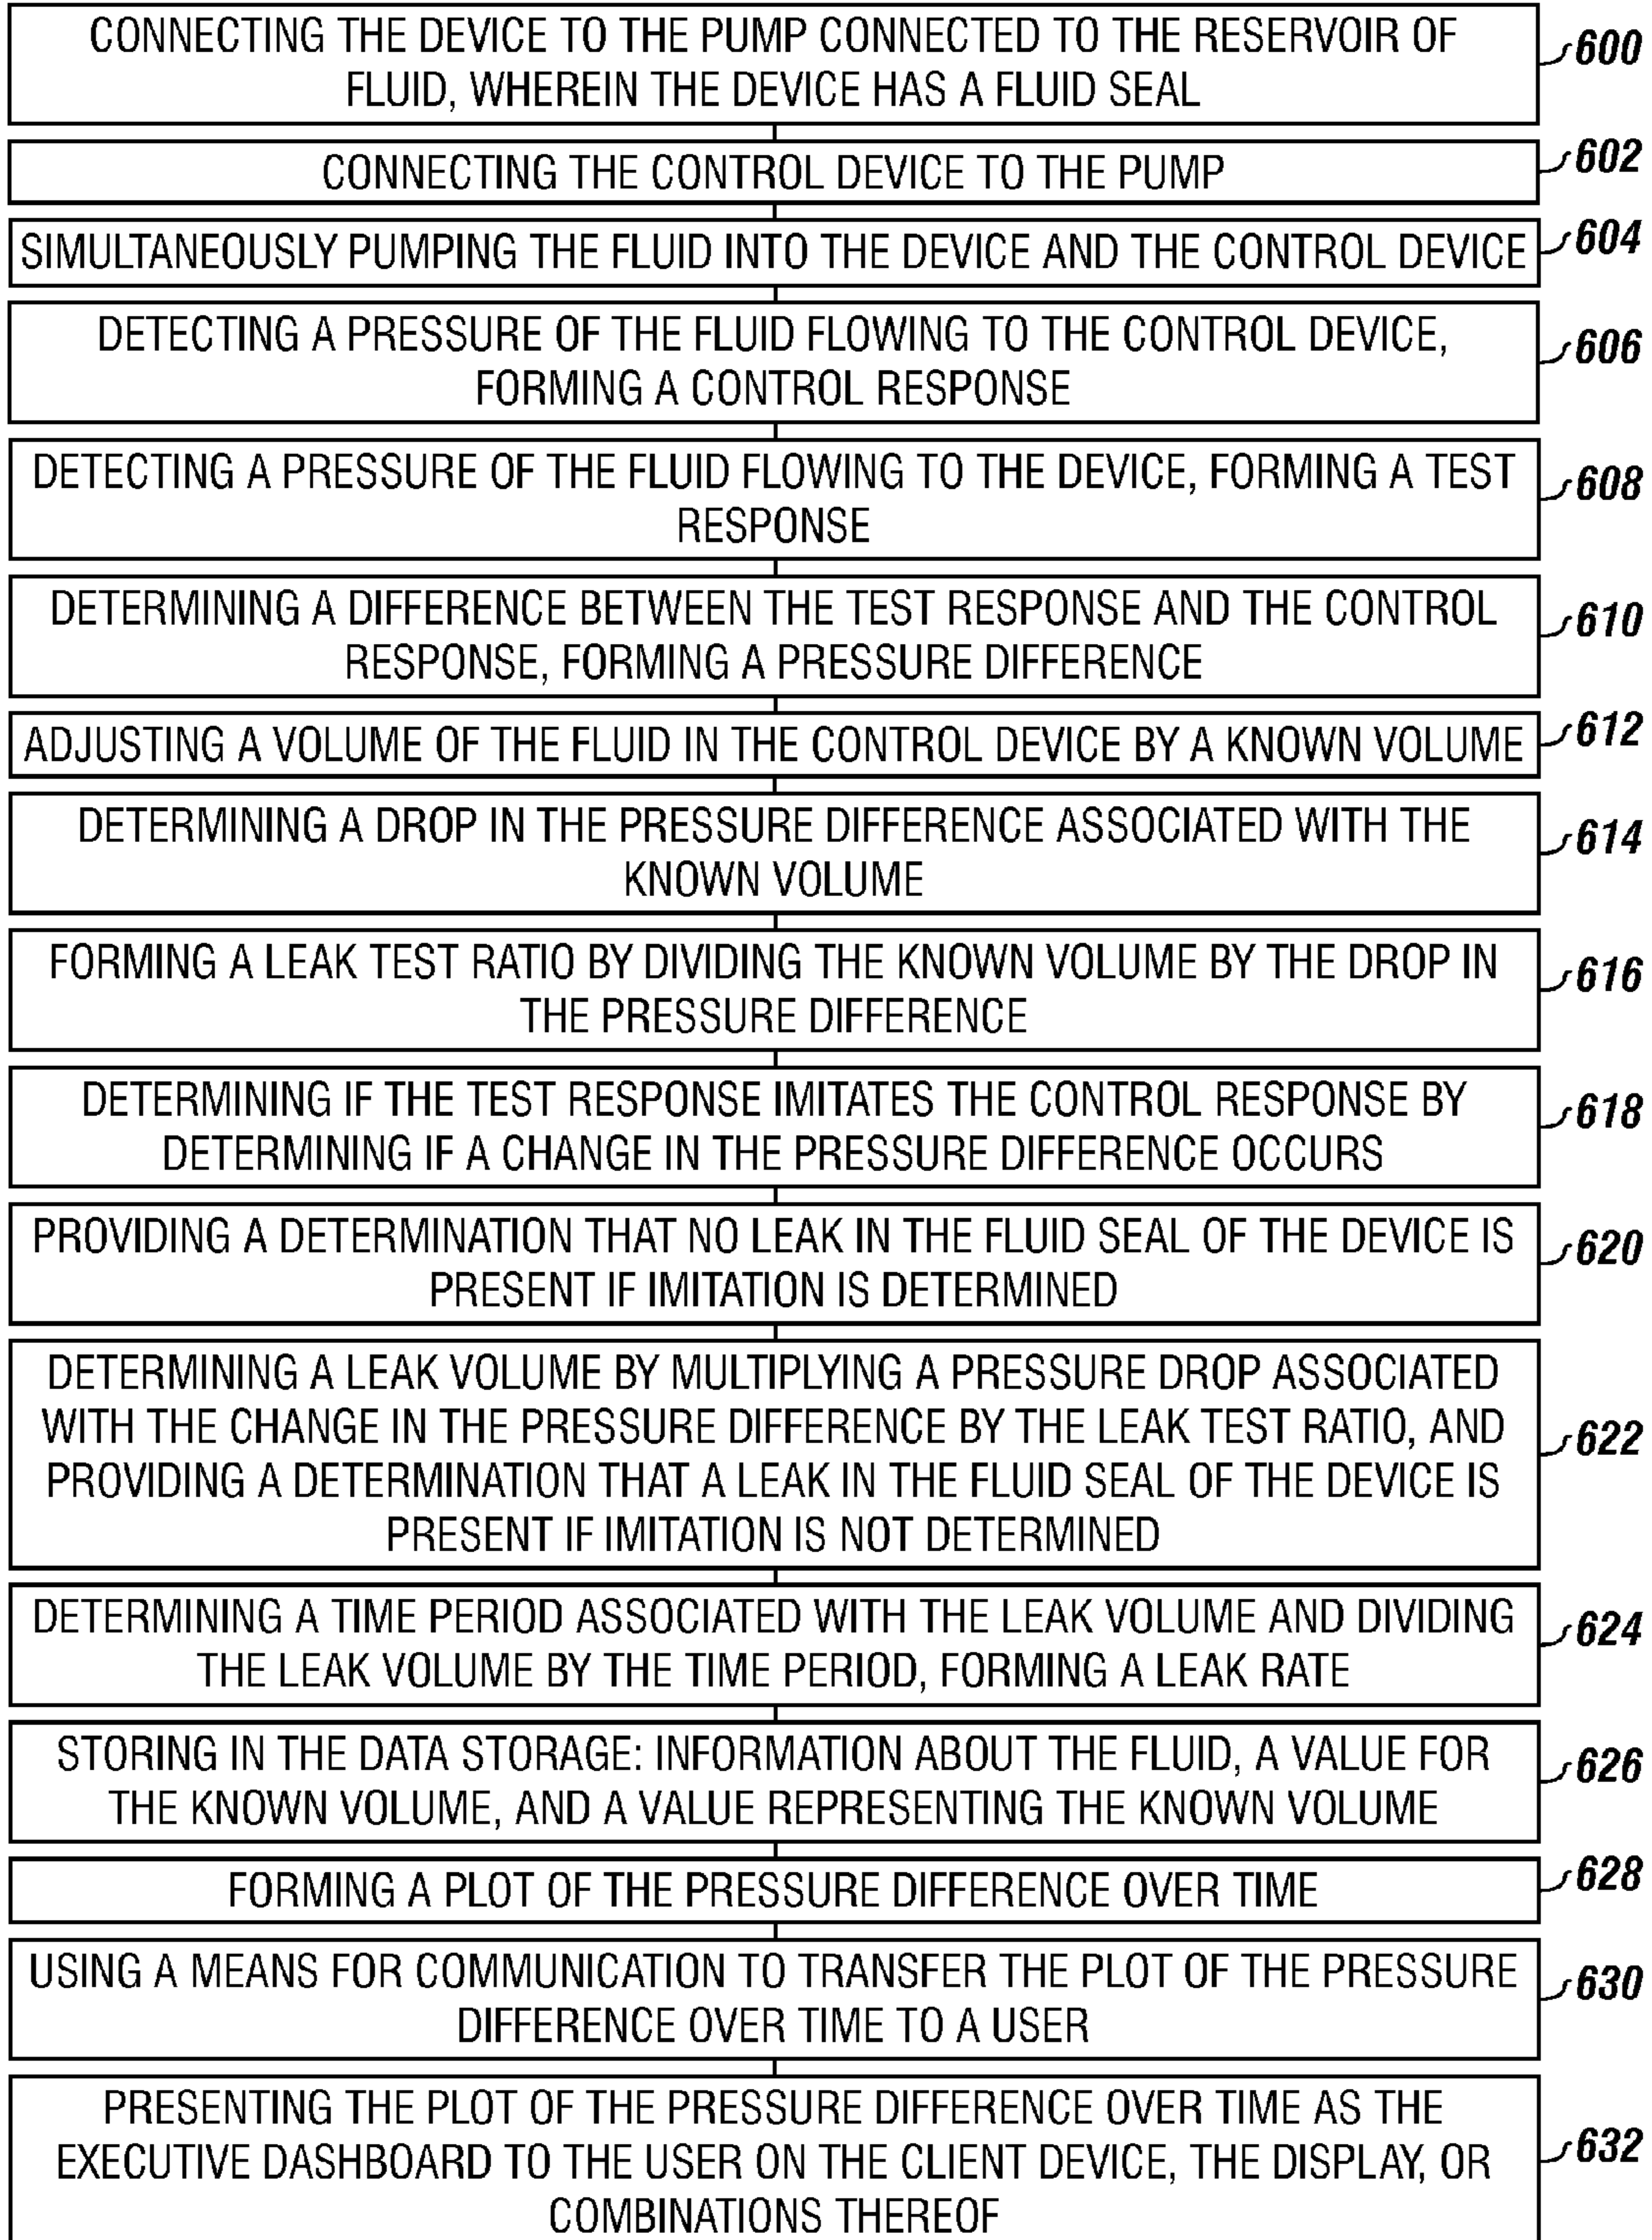 CONNECTING THE DEVICE TO THE PUMP CONNECTED TO THE RESERVOIR OF
FLUID, WHEREIN THE DEVICE HAS A FLUID SEAL
600
CONNECTING THE CONTROL DEVICE TO THE PUMP
602
SIMULTANEOUSLY PUMPING THE FLUID INTO THE DEVICE AND THE CONTROL DEVICE
604
DETECTING A PRESSURE OF THE FLUID FLOWING TO THE CONTROL DEVICE,
FORMING A CONTROL RESPONSE
606
DETECTING A PRESSURE OF THE FLUID FLOWING TO THE DEVICE, FORMING A TEST
RESPONSE
608
DETERMINING A DIFFERENCE BETWEEN THE TEST RESPONSE AND THE CONTROL
RESPONSE, FORMING A PRESSURE DIFFERENCE
610
ADJUSTING A VOLUME OF THE FLUID IN THE CONTROL DEVICE BY A KNOWN VOLUME
612
DETERMINING A DROP IN THE PRESSURE DIFFERENCE ASSOCIATED WITH THE
KNOWN VOLUME
614
FORMING A LEAK TEST RATIO BY DIVIDING THE KNOWN VOLUME BY THE DROP IN
THE PRESSURE DIFFERENCE
616
DETERMINING IF THE TEST RESPONSE IMITATES THE CONTROL RESPONSE BY
DETERMINING IF A CHANGE IN THE PRESSURE DIFFERENCE OCCURS
618
PROVIDING A DETERMINATION THAT NO LEAK IN THE FLUID SEAL OF THE DEVICE IS
PRESENT IF IMITATION IS DETERMINED
620
DETERMINING A LEAK VOLUME BY MULTIPLYING A PRESSURE DROP ASSOCIATED
WITH THE CHANGE IN THE PRESSURE DIFFERENCE BY THE LEAK TEST RATIO, AND
PROVIDING A DETERMINATION THAT A LEAK IN THE FLUID SEAL OF THE DEVICE IS
PRESENT IF IMITATION IS NOT DETERMINED
622
DETERMINING A TIME PERIOD ASSOCIATED WITH THE LEAK VOLUME AND DIVIDING
THE LEAK VOLUME BY THE TIME PERIOD, FORMING A LEAK RATE
624
STORING IN THE DATA STORAGE: INFORMATION ABOUT THE FLUID, A VALUE FOR
THE KNOWN VOLUME, AND A VALUE REPRESENTING THE KNOWN VOLUME
626
FORMING A PLOT OF THE PRESSURE DIFFERENCE OVER TIME
628
USING A MEANS FOR COMMUNICATION TO TRANSFER THE PLOT OF THE PRESSURE
DIFFERENCE OVER TIME TO A USER
630
PRESENTING THE PLOT OF THE PRESSURE DIFFERENCE OVER TIME AS THE
EXECUTIVE DASHBOARD TO THE USER ON THE CLIENT DEVICE, THE DISPLAY, OR
COMBINATIONS THEREOF
632